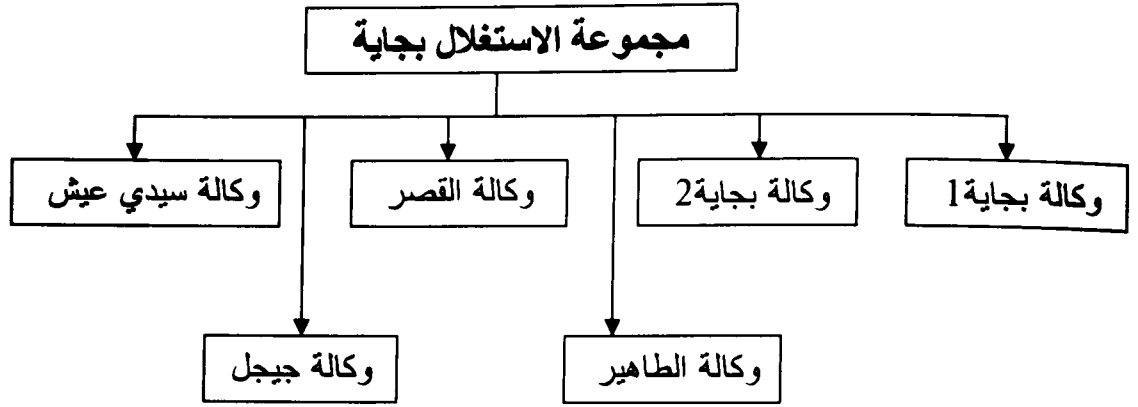 مجموعة الاستغلال بجاية
وكالة بجاية1
وكالة بجاية2
وكالة القصر
وكالة سيدي عيش
وكالة الطاهير
وكالة جيجل